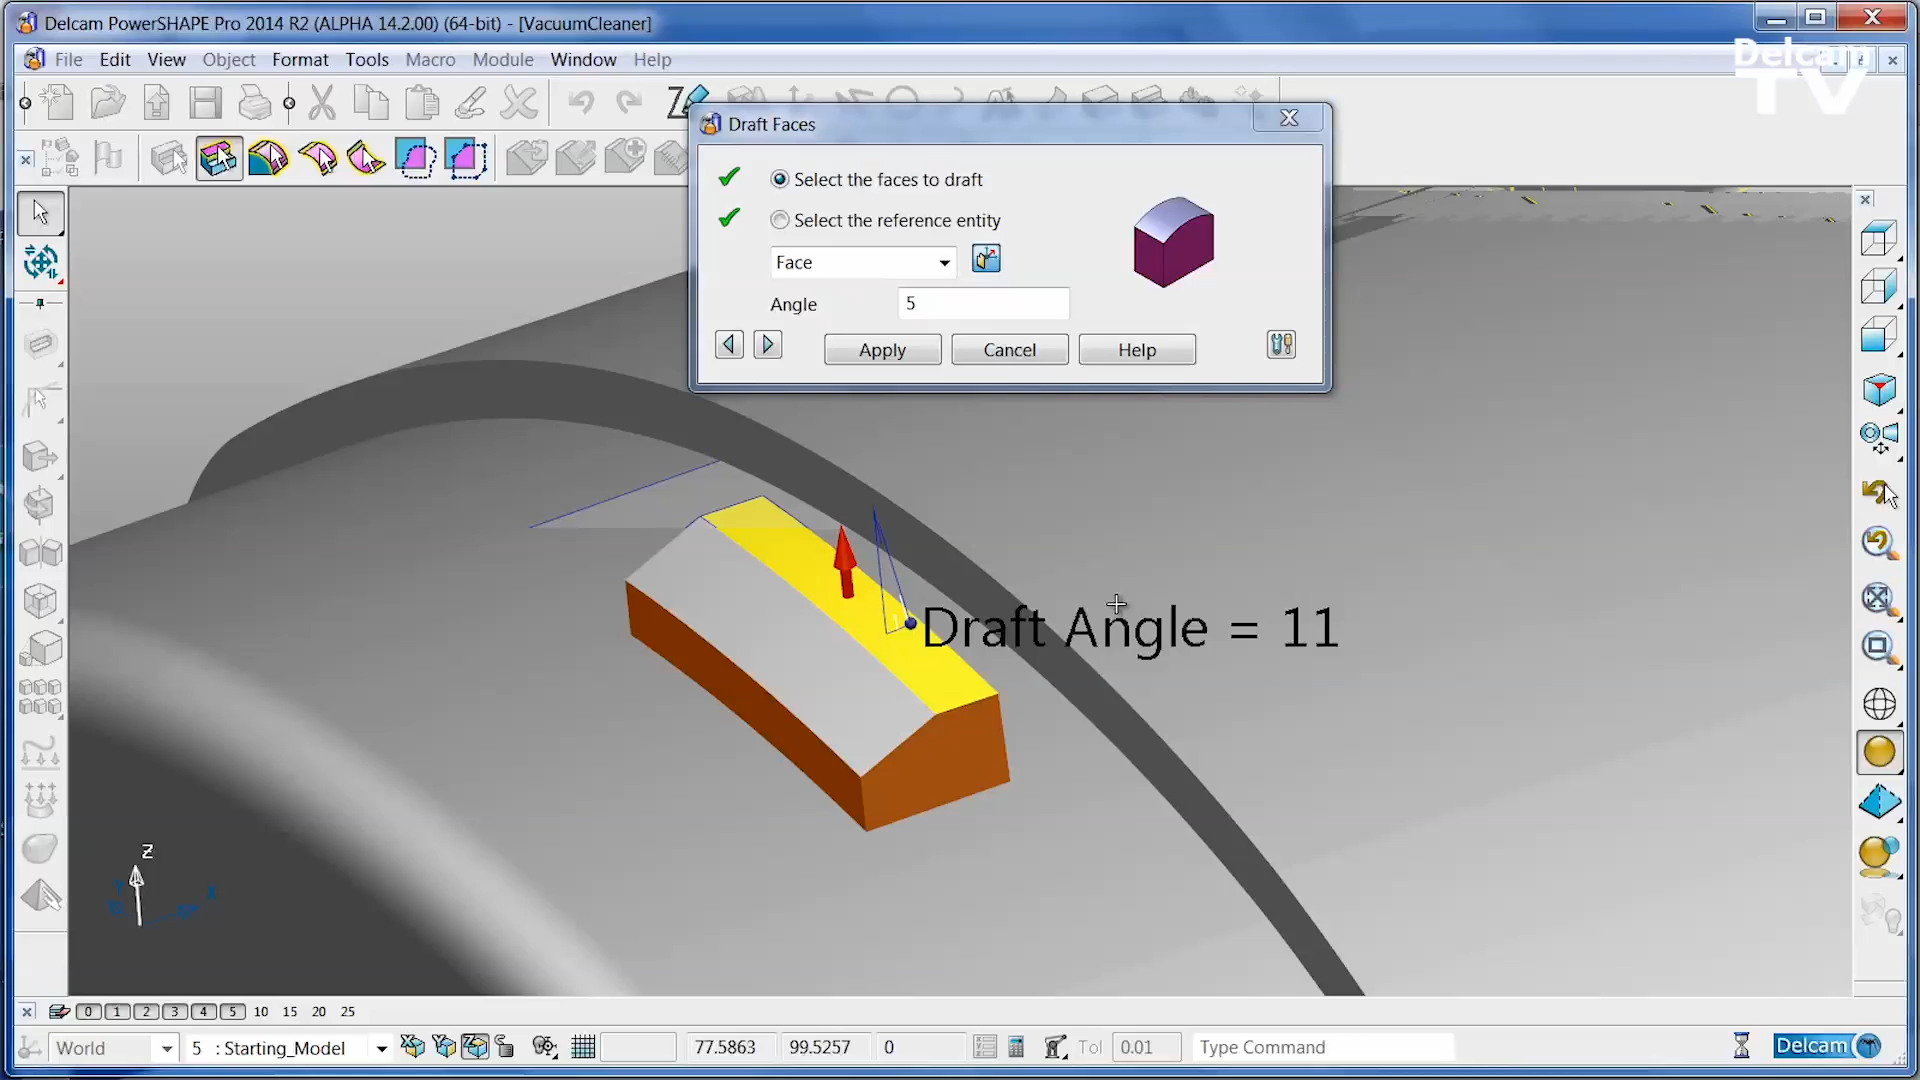 Delcam PowerSHAPE Pro 2014 R2 (ALPHA 14.2.00) (64-bit) - [VacuumCleaner]
File Edit View Object Format Tools Macro Module Window Help
Delcam
TV
Draft Faces
Select the faces to draft
Select the reference entity
Face
Angle 5
Apply Cancel Help
Draft Angle = 11
Z
X
0 1 2 3 4 5 10 15 20 25
World 5 : Starting_Model 77.5863 99.5257 0 Tol 0.01 Type Command Delcam